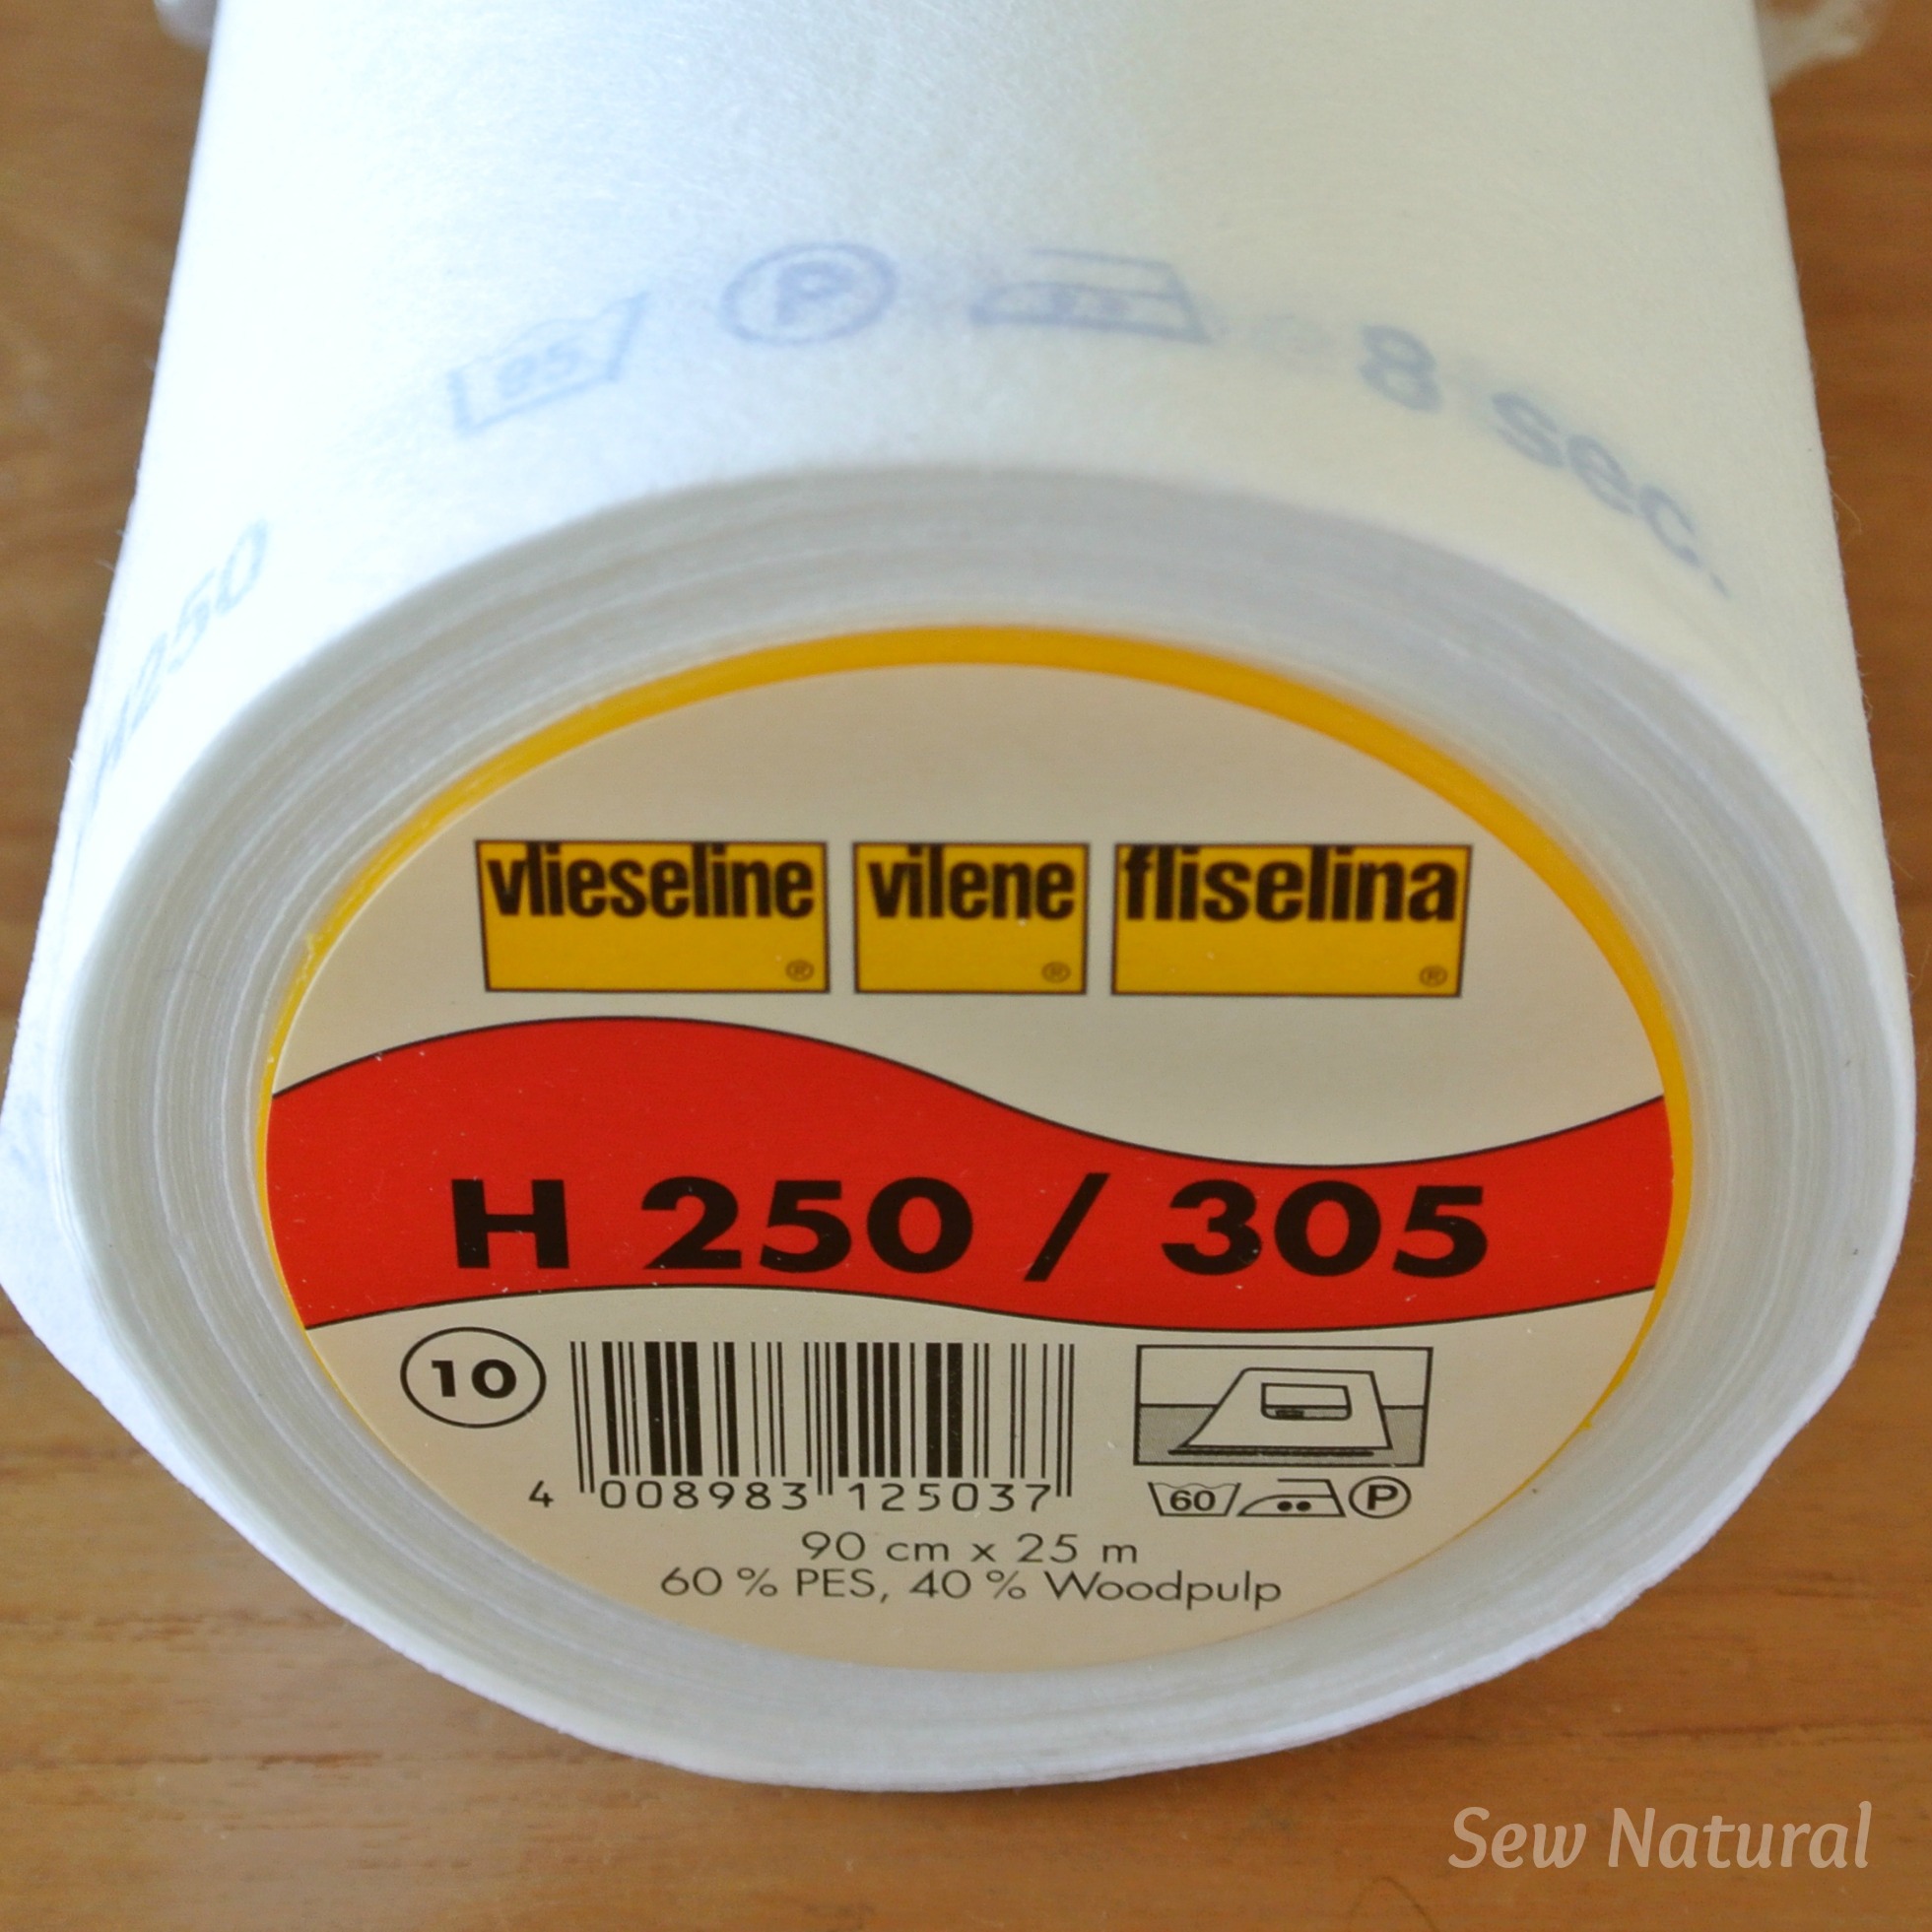 P 8 sec.
H250
vlieseline ® vilene ® fliselina ®
H 250 / 305
10
4 008983 125037
60 P
90 cm x 25 m
60 % PES, 40 % Woodpulp
Sew Natural